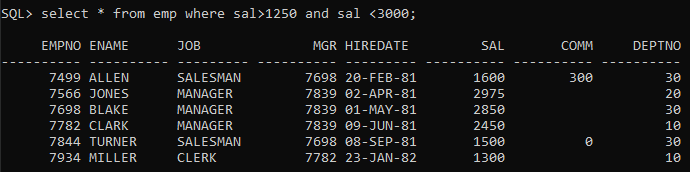 SQL> select * from emp where sal>1250 and sal <3000;
EMPNO ENAME JOB MGR HIREDATE SAL COMM DEPTNO
---------- ---------- --------- ---------- --------- ---------- ---------- ----------
7499 ALLEN SALESMAN 7698 20-FEB-81 1600 300 30
7566 JONES MANAGER 7839 02-APR-81 2975 20
7698 BLAKE MANAGER 7839 01-MAY-81 2850 30
7782 CLARK MANAGER 7839 09-JUN-81 2450 10
7844 TURNER SALESMAN 7698 08-SEP-81 1500 0 30
7934 MILLER CLERK 7782 23-JAN-82 1300 10